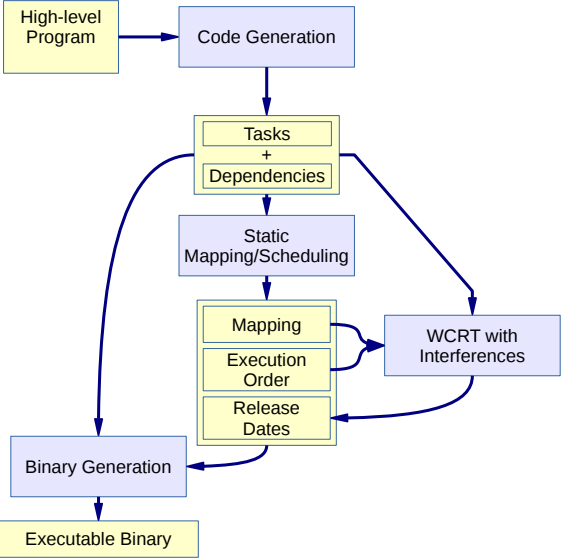 High-level
Program
Code Generation
Tasks
+
Dependencies
Static
Mapping/Scheduling
Mapping
Execution
Order
Release
Dates
WCRT with
Interferences
Binary Generation
Executable Binary